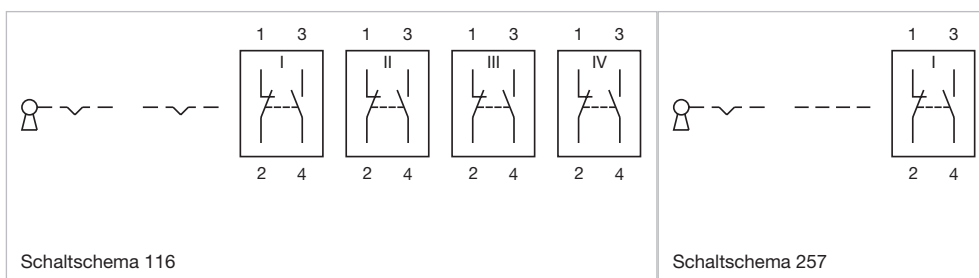 1 3 1 3 1 3 1 3 1 3
I II III IV I
2 4 2 4 2 4 2 4 2 4
Schaltschema 116 Schaltschema 257